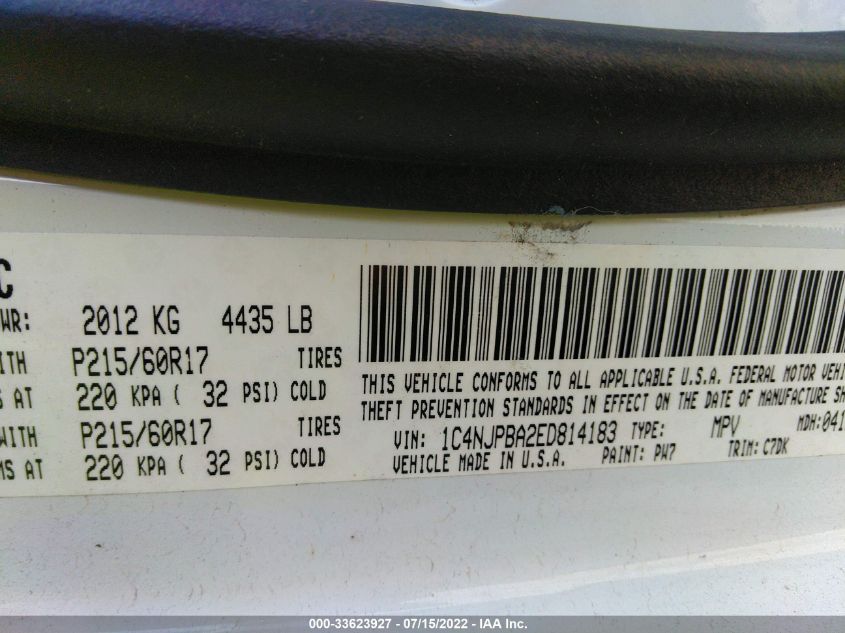 C
WR: 2012 KG 4435 LB
WITH P215/60R17 TIRES
S AT 220 KPA ( 32 PSI) COLD
WITH P215/60R17 TIRES
MS AT 220 KPA ( 32 PSI) COLD
THIS VEHICLE CONFORMS TO ALL APPLICABLE U.S.A. FEDERAL MOTOR VEHI
THEFT PREVENTION STANDARDS IN EFFECT ON THE DATE OF MANUFACTURE SH
VIN: 1C4NJPBA2ED814183 TYPE: MPV MDH:041
VEHICLE MADE IN U.S.A. PAINT: PW7 TRIM: C7DK
000-33623927 - 07/15/2022 - IAA Inc.